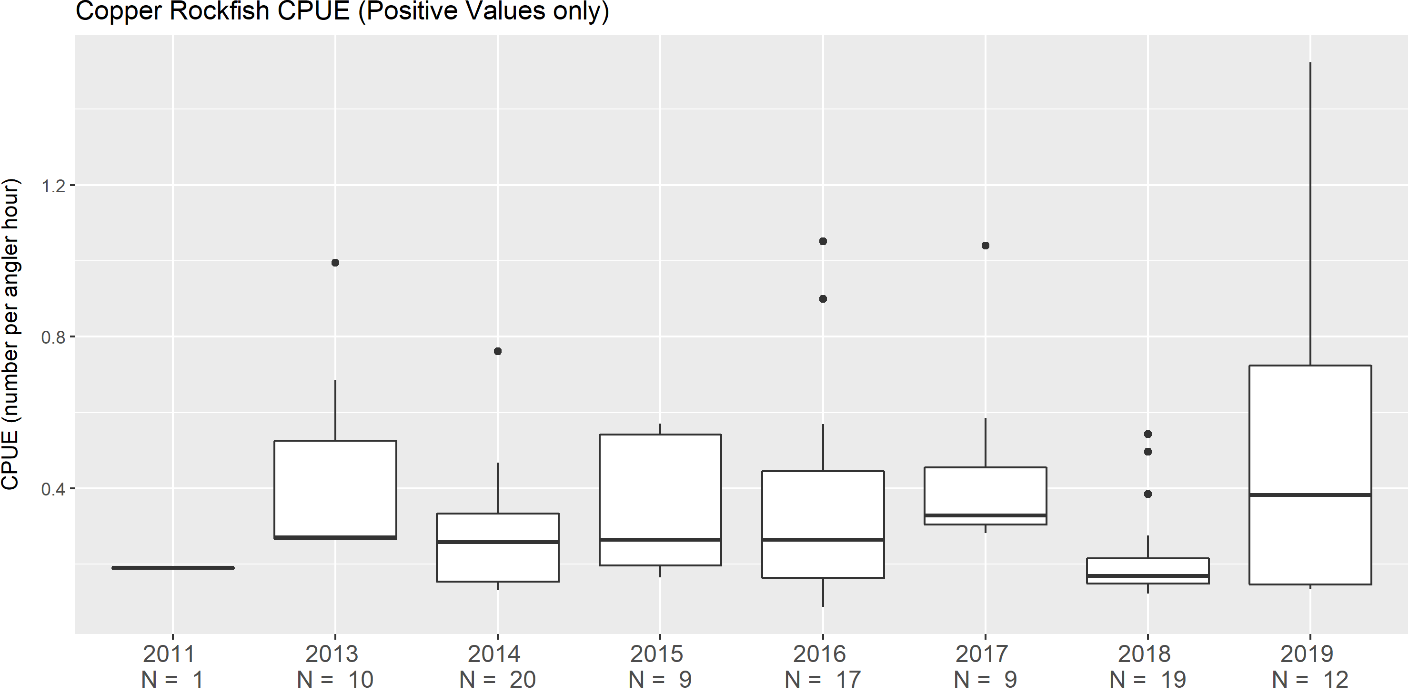 Copper Rockfish CPUE (Positive Values only)
CPUE (number per angler hour)
1.2
0.8
0.4
2011 2013 2014 2015 2016 2017 2018 2019
N = 1 N = 10 N = 20 N = 9 N = 17 N = 9 N = 19 N = 12